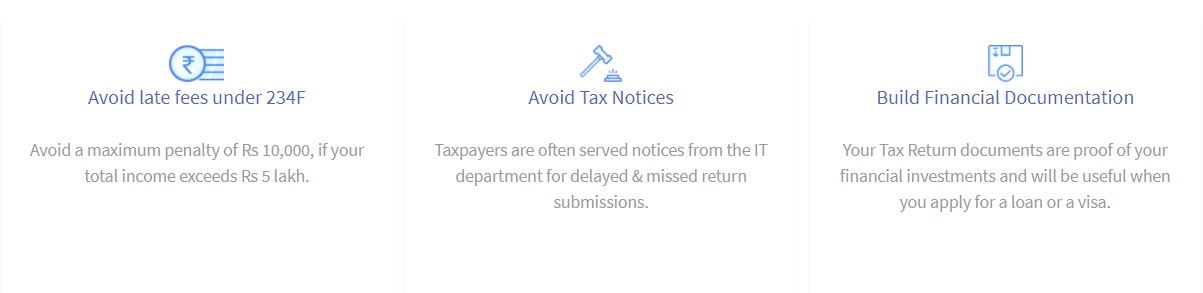 Avoid late fees under 234F
Avoid a maximum penalty of Rs 10,000, if your
total income exceeds Rs 5 lakh.
Avoid Tax Notices
Taxpayers are often served notices from the IT
department for delayed & missed return
submissions.
Build Financial Documentation
Your Tax Return documents are proof of your
financial investments and will be useful when
you apply for a loan or a visa.